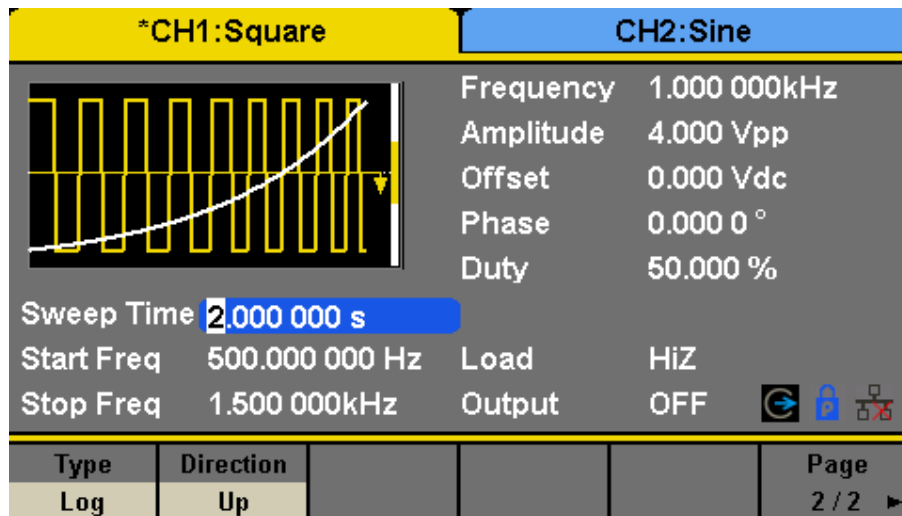 *CH1:Square
CH2:Sine
Frequency 1.000 000kHz
Amplitude 4.000 Vpp
Offset 0.000 Vdc
Phase 0.000 0 °
Duty 50.000 %
Sweep Time 2.000 000 s
Start Freq 500.000 000 Hz
Load HiZ
Stop Freq 1.500 000kHz
Output OFF
P
Type
Log
Direction
Up
Page
2 / 2